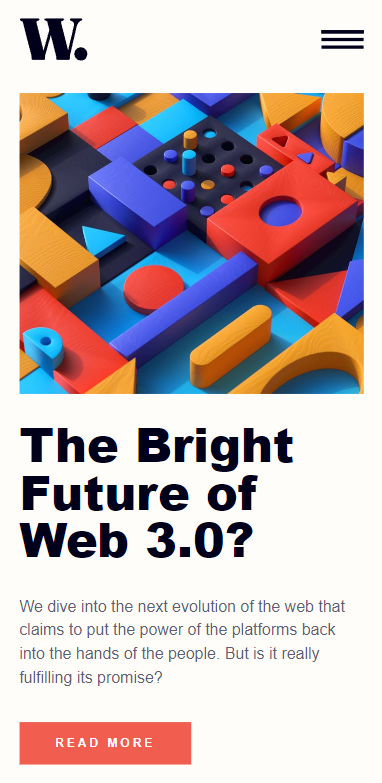 W.
The Bright
Future of
Web 3.0?
We dive into the next evolution of the web that
claims to put the power of the platforms back
into the hands of the people. But is it really
fulfilling its promise?
READ MORE